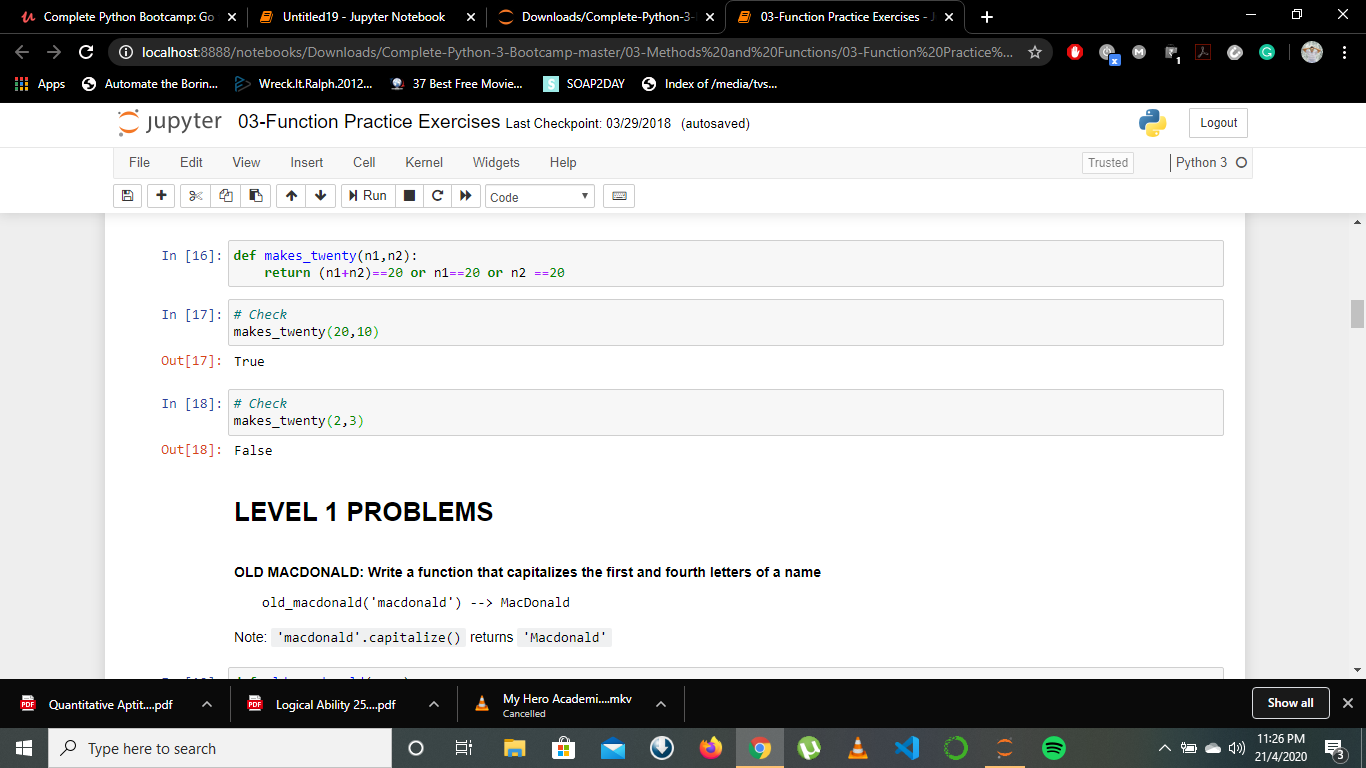 Complete Python Bootcamp: Go
Untitled19 - Jupyter Notebook
Downloads/Complete-Python-3-
03-Function Practice Exercises - J
localhost:8888/notebooks/Downloads/Complete-Python-3-Bootcamp-master/03-Methods%20and%20Functions/03-Function%20Practice%...
Apps
Automate the Borin...
Wreck.It.Ralph.2012...
37 Best Free Movie...
SOAP2DAY
Index of /media/tvs...
jupyter 03-Function Practice Exercises Last Checkpoint: 03/29/2018 (autosaved)
Logout
File Edit View Insert Cell Kernel Widgets Help
Trusted
Python 3
Run
Code
In [16]: def makes_twenty(n1,n2):
return (n1+n2)==20 or n1==20 or n2 ==20
In [17]: # Check
makes_twenty(20,10)
Out[17]: True
In [18]: # Check
makes_twenty(2,3)
Out[18]: False
LEVEL 1 PROBLEMS
OLD MACDONALD: Write a function that capitalizes the first and fourth letters of a name
old_macdonald('macdonald') --> MacDonald
Note: 'macdonald'.capitalize() returns 'Macdonald'
Quantitative Aptit....pdf
Logical Ability 25....pdf
My Hero Academi....mkv
Cancelled
Show all
Type here to search
11:26 PM
21/4/2020
3